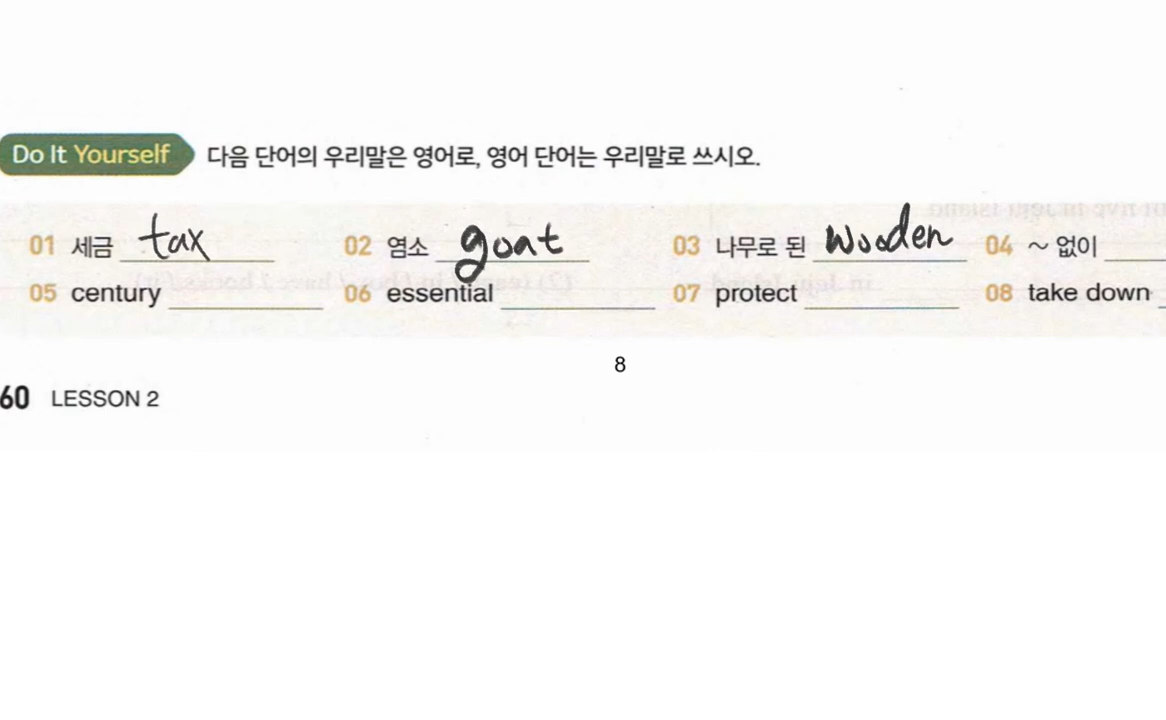 Do It Yourself 다음 단어의 우리말은 영어로, 영어 단어는 우리말로 쓰시오.
01 세금 tax 02 염소 goat 03 나무로 된 wooden 04 ~ 없이
05 century 06 essential 07 protect 08 take down
8
60 LESSON 2